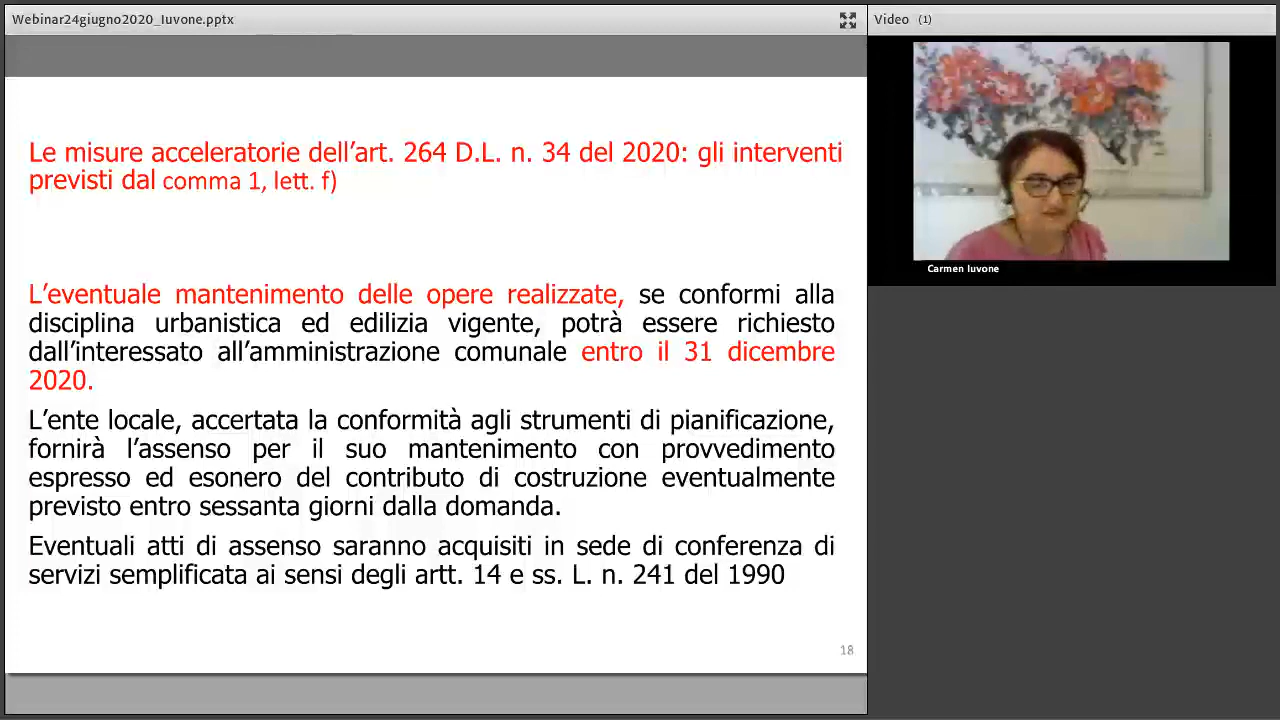 Webinar24giugno2020_Iuvone.pptx
Video (1)
Le misure acceleratorie dell'art. 264 D.L. n. 34 del 2020: gli interventi
previsti dal comma 1, lett. f)
L'eventuale mantenimento delle opere realizzate, se conformi alla
disciplina urbanistica ed edilizia vigente, potrà essere richiesto
dall'interessato all'amministrazione comunale entro il 31 dicembre
2020.
L'ente locale, accertata la conformità agli strumenti di pianificazione,
fornirà l'assenso per il suo mantenimento con provvedimento
espresso ed esonero del contributo di costruzione eventualmente
previsto entro sessanta giorni dalla domanda.
Eventuali atti di assenso saranno acquisiti in sede di conferenza di
servizi semplificata ai sensi degli artt. 14 e ss. L. n. 241 del 1990
18
Carmen Iuvone